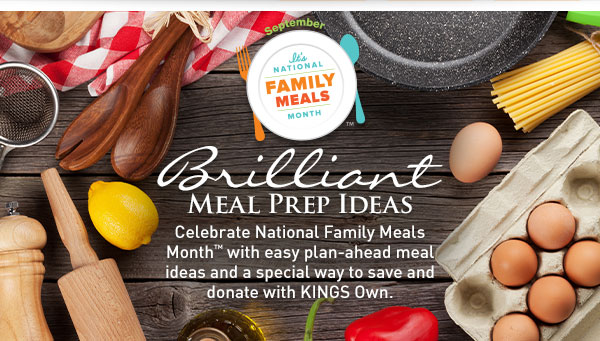 September
It's
NATIONAL
FAMILY
MEALS
MONTH
™
Brilliant
MEAL PREP IDEAS
Celebrate National Family Meals
Month™ with easy plan-ahead meal
ideas and a special way to save and
donate with KINGS Own.